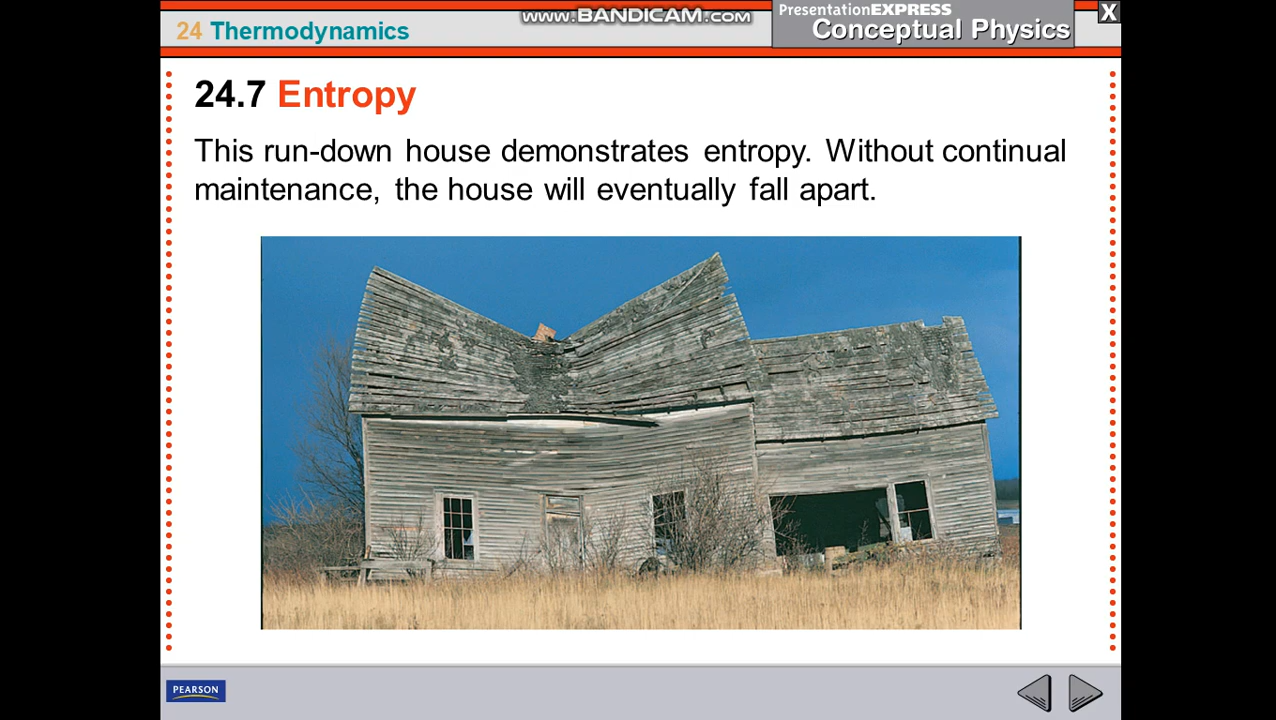 www.BANDICAM.com
PresentationEXPRESS
24 Thermodynamics
Conceptual Physics
X
24.7 Entropy
This run-down house demonstrates entropy. Without continual
maintenance, the house will eventually fall apart.
PEARSON